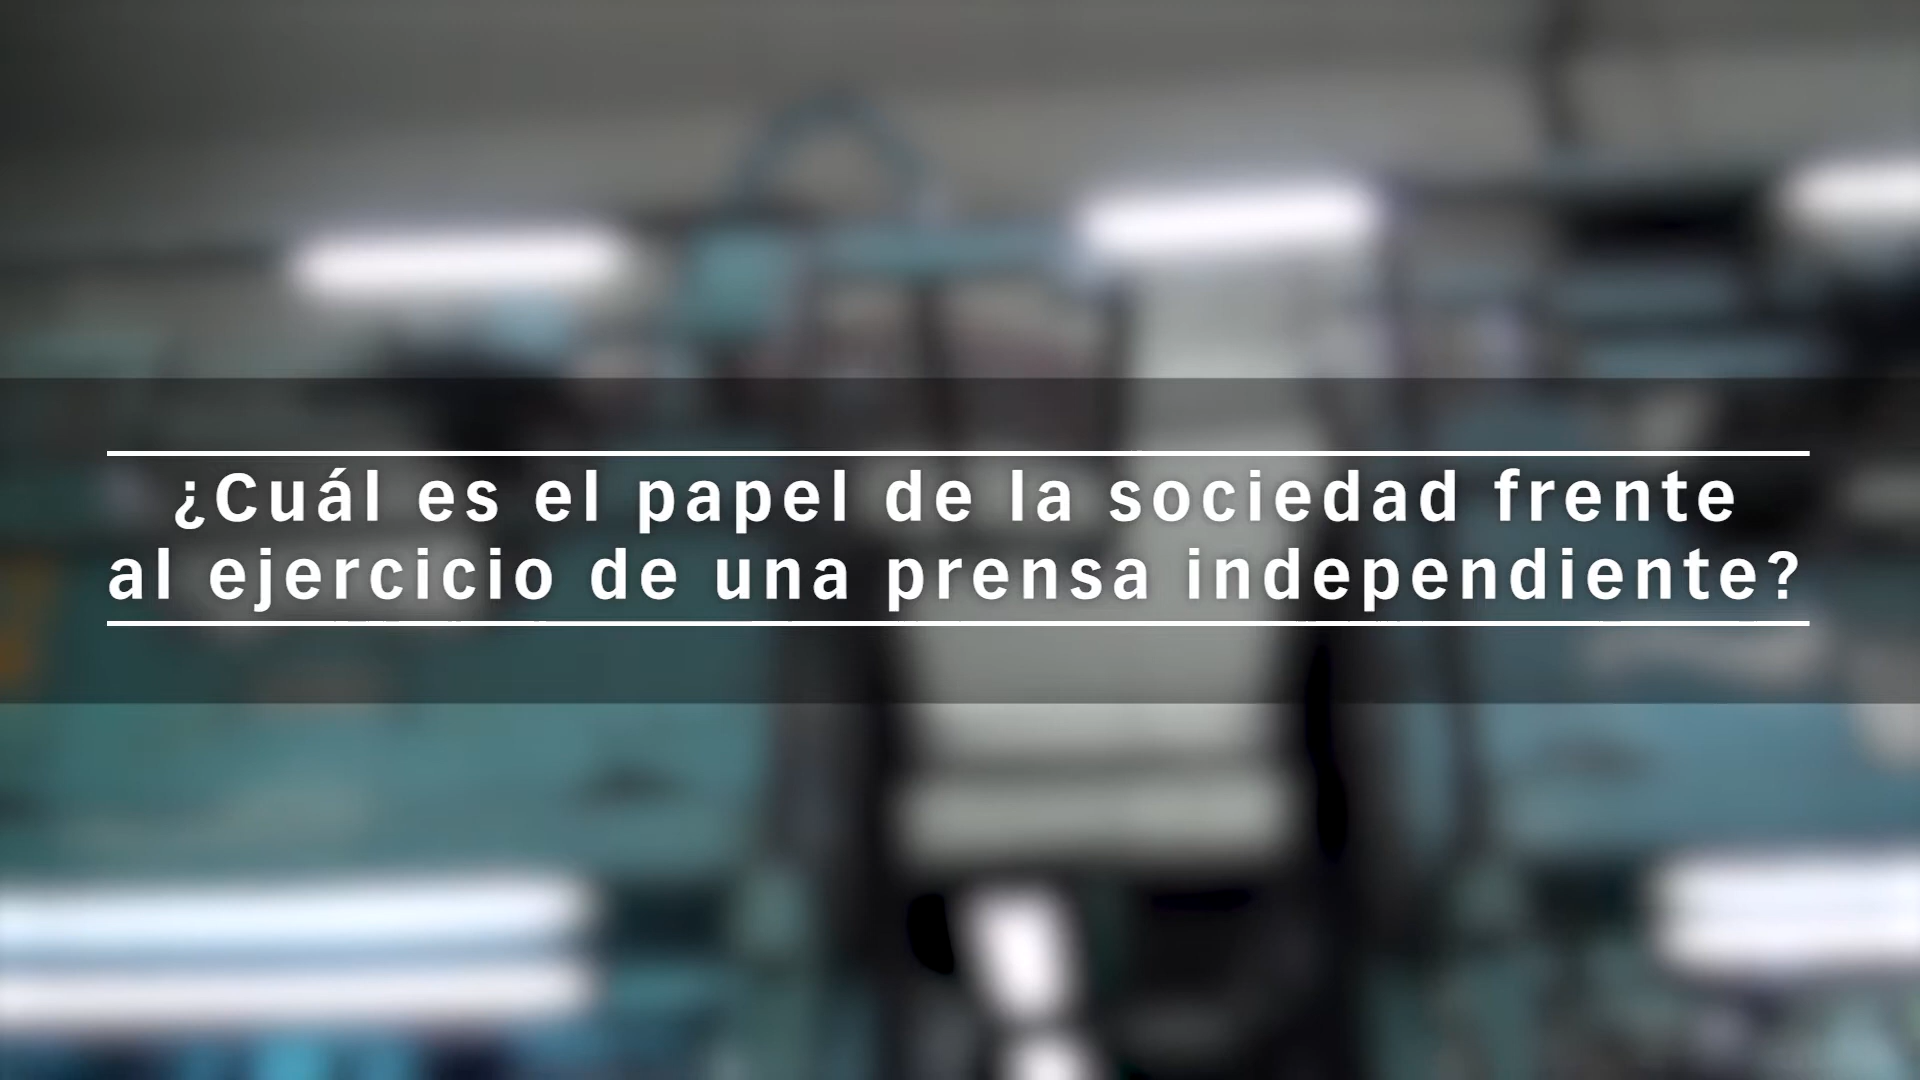 ¿Cuál es el papel de la sociedad frente
al ejercicio de una prensa independiente?